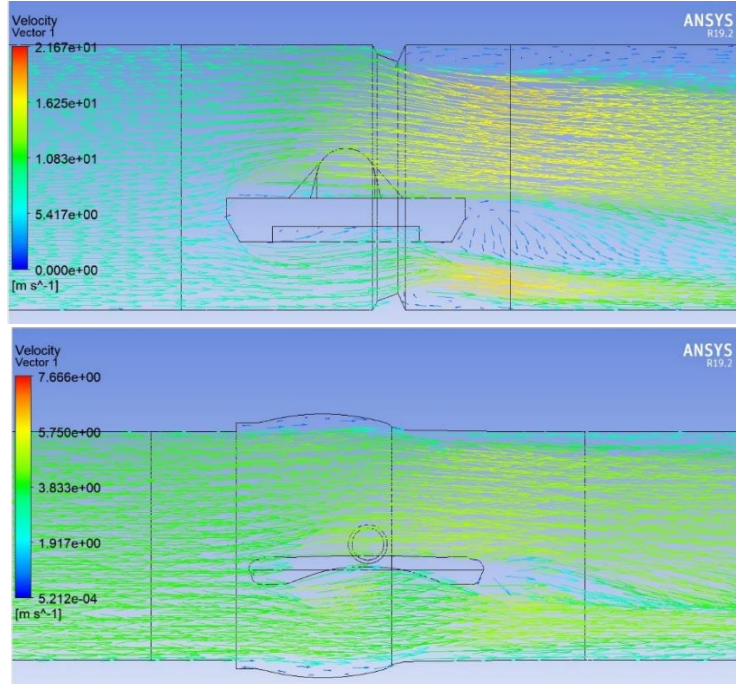 Velocity
Vector 1
2.167e+01
1.625e+01
1.083e+01
5.417e+00
0.000e+00
[m s^-1]
ANSYS
R19.2
Velocity
Vector 1
7.666e+00
5.750e+00
3.833e+00
1.917e+00
5.212e-04
[m s^-1]
ANSYS
R19.2